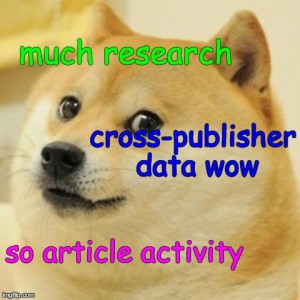 much research
cross-publisher
data wow
so article activity
imgflip.com